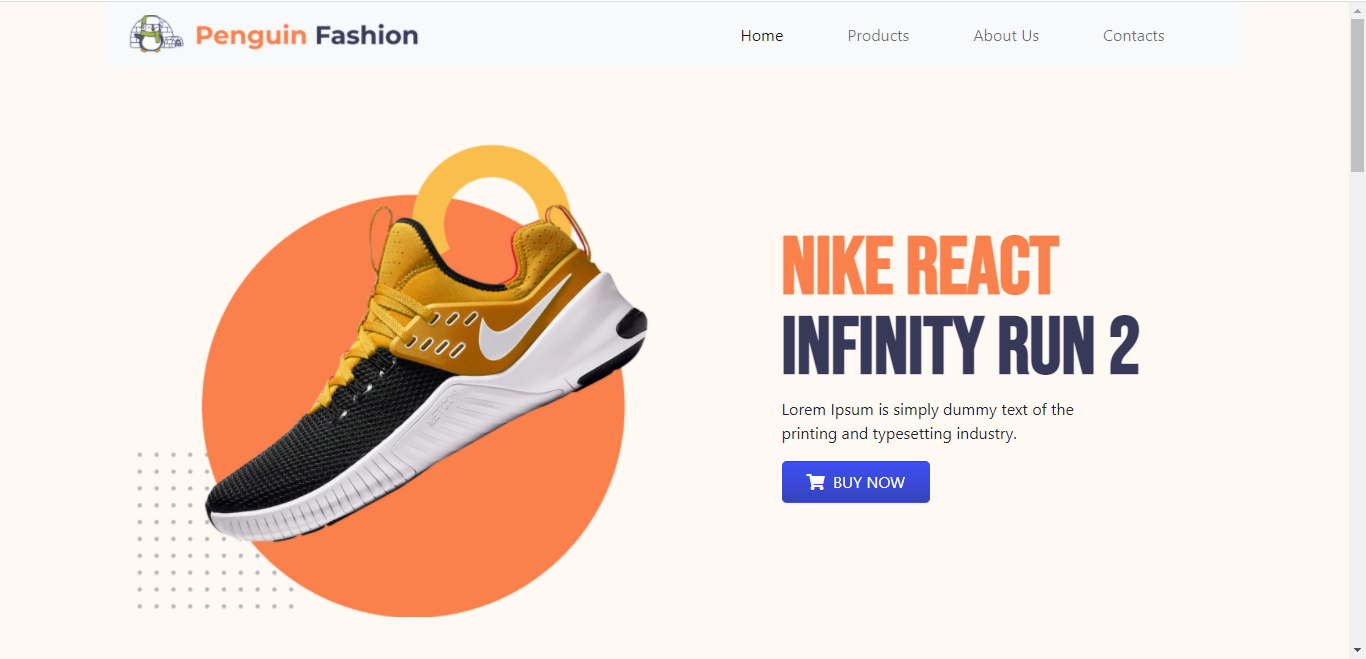 Penguin Fashion
Home Products About Us Contacts
NIKE REACT
INFINITY RUN 2
Lorem Ipsum is simply dummy text of the
printing and typesetting industry.
BUY NOW